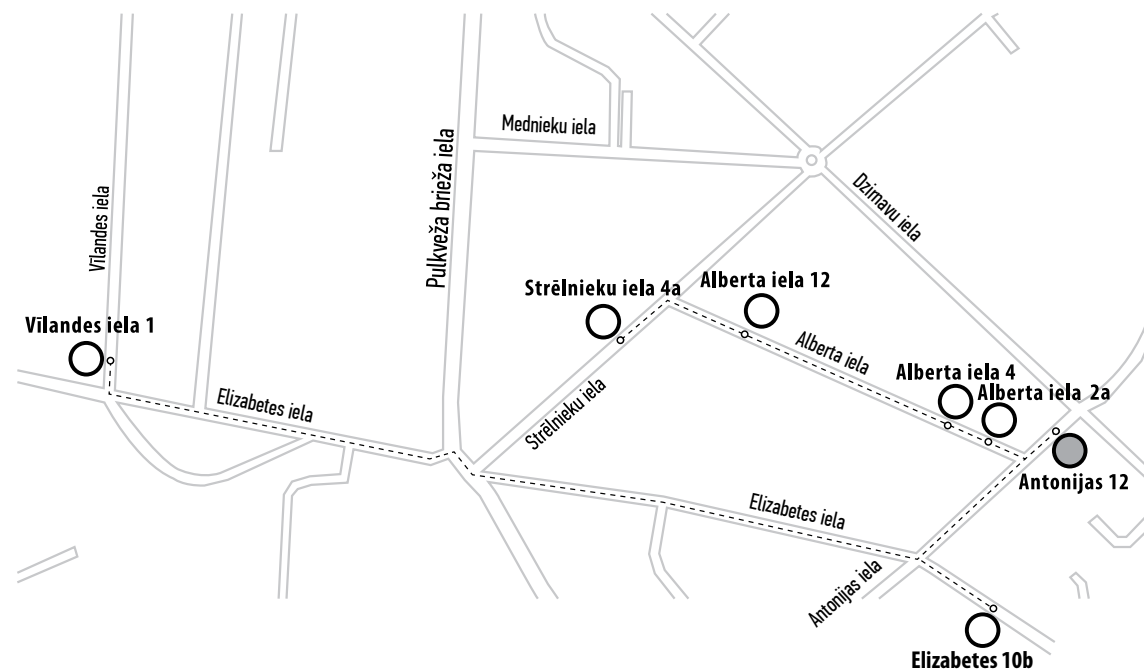 Mednieku iela
Pulkveža brieža iela
Dzirnavu iela
Vīlandes iela
Strēlnieku iela 4a
Alberta iela 12
Vīlandes iela 1
Alberta iela
Alberta iela 4
Alberta iela 2a
Elizabetes iela
Strēlnieku iela
Antonijas 12
Elizabetes iela
Antonijas iela
Elizabetes 10b